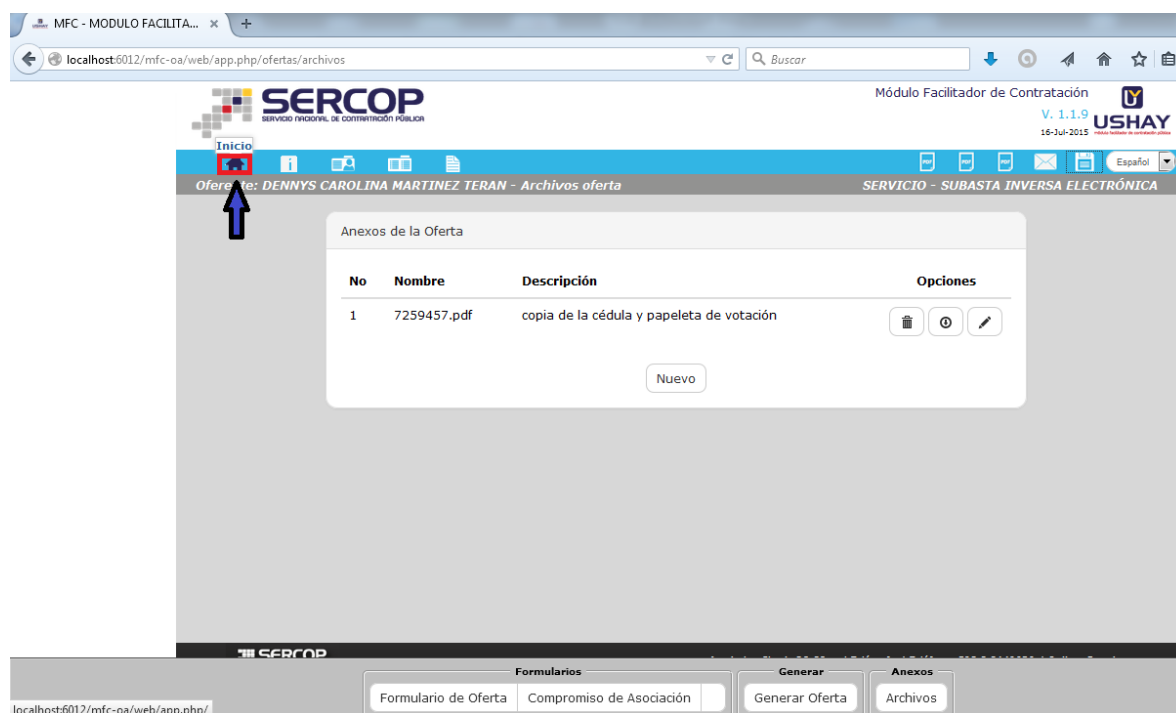 MFC - MODULO FACILITA...
localhost:6012/mfc-oa/web/app.php/ofertas/archivos
Buscar
SERCOP
SERVICIO NACIONAL DE CONTRATACIÓN PÚBLICA
Módulo Facilitador de Contratación
V. 1.1.9
16-Jul-2015
USHAY
Inicio
Español
Oferente: DENNYS CAROLINA MARTINEZ TERAN - Archivos oferta
SERVICIO - SUBASTA INVERSA ELECTRÓNICA
Anexos de la Oferta
No Nombre Descripción Opciones
1 7259457.pdf copia de la cédula y papeleta de votación
Nuevo
SERCOP
Formularios Generar Anexos
Formulario de Oferta Compromiso de Asociación Generar Oferta Archivos
localhost:6012/mfc-oa/web/app.php/